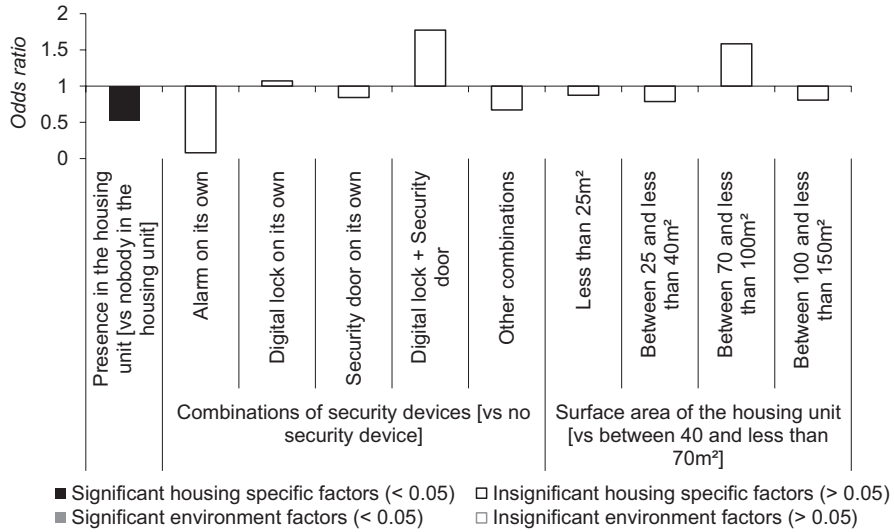 2
1.5
1
0.5
0
Odds ratio
Presence in the housing
unit [vs nobody in the
housing unit]
Alarm on its own
Digital lock on its own
Security door on its own
Digital lock + Security
door
Other combinations
Less than 25m²
Between 25 and less
than 40m²
Between 70 and less
than 100m²
Between 100 and less
than 150m²
Combinations of security devices [vs no
security device]
Surface area of the housing unit
[vs between 40 and less than
70m²]
Significant housing specific factors (< 0.05)
Insignificant housing specific factors (> 0.05)
Significant environment factors (< 0.05)
Insignificant environment factors (> 0.05)